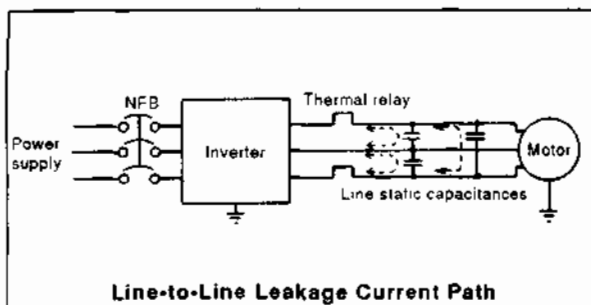 NFB
Thermal relay
Power
supply
Inverter
Motor
Line static capacitances
Line-to-Line Leakage Current Path